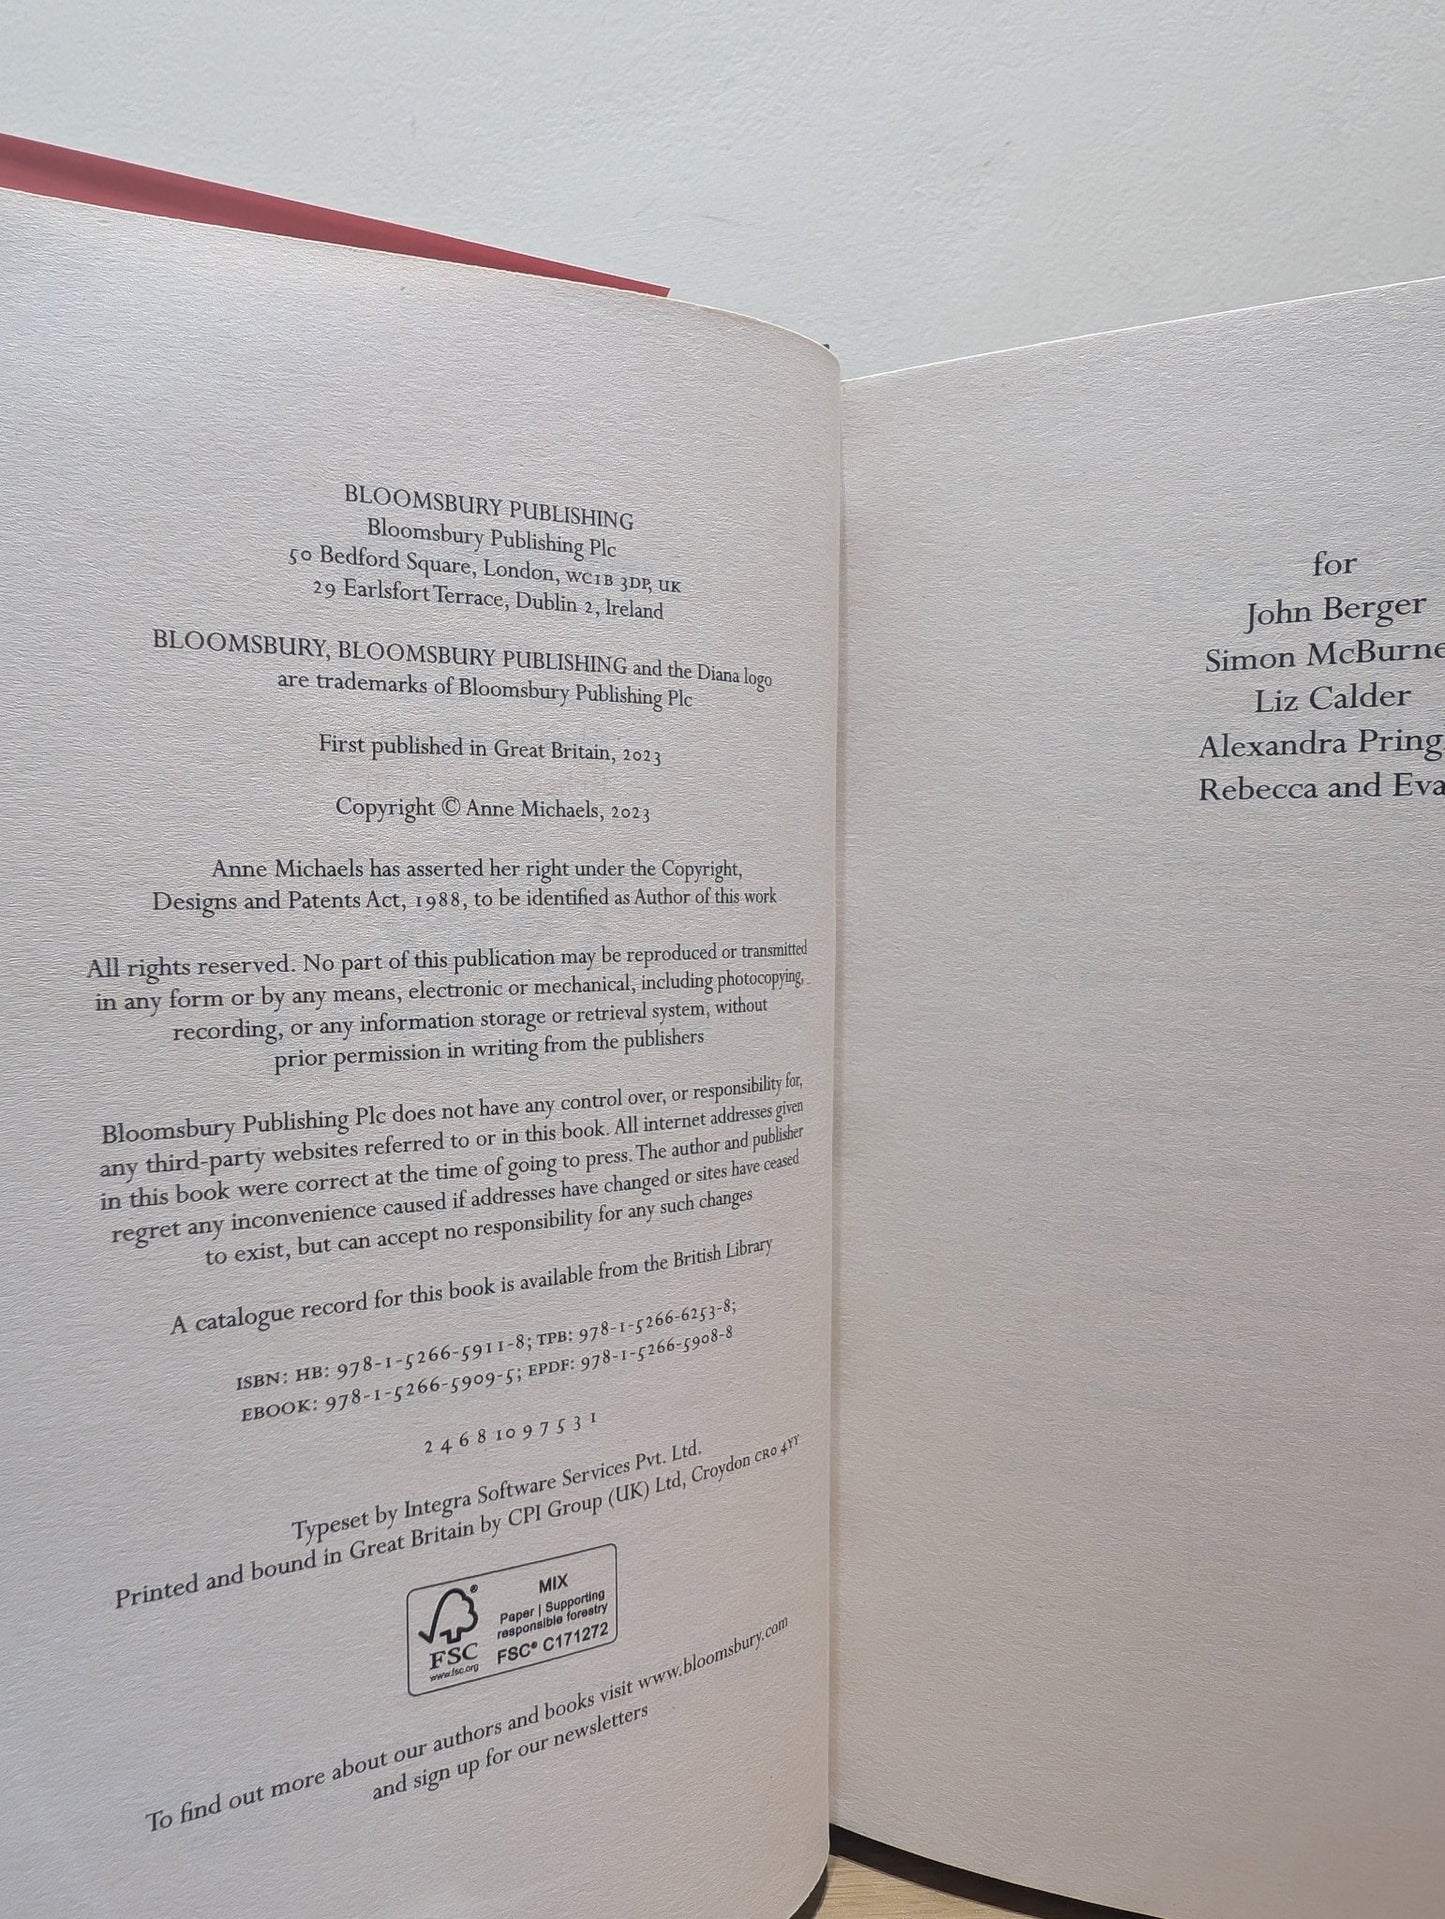 BLOOMSBURY PUBLISHING
Bloomsbury Publishing Plc
50 Bedford Square, London, WC1B 3DP, UK
29 Earlsfort Terrace, Dublin 2, Ireland
BLOOMSBURY, BLOOMSBURY PUBLISHING and the Diana logo
are trademarks of Bloomsbury Publishing Plc
First published in Great Britain, 2023
Copyright © Anne Michaels, 2023
Anne Michaels has asserted her right under the Copyright,
Designs and Patents Act, 1988, to be identified as Author of this work
All rights reserved. No part of this publication may be reproduced or transmitted
in any form or by any means, electronic or mechanical, including photocopying,
recording, or any information storage or retrieval system, without
prior permission in writing from the publishers
Bloomsbury Publishing Plc does not have any control over, or responsibility for,
any third-party websites referred to or in this book. All internet addresses given
in this book were correct at the time of going to press. The author and publisher
regret any inconvenience caused if addresses have changed or sites have ceased
to exist, but can accept no responsibility for any such changes
A catalogue record for this book is available from the British Library
ISBN: HB: 978-1-5266-5911-8; TPB: 978-1-5266-6253-8;
EBOOK: 978-1-5266-5909-5; EPDF: 978-1-5266-5908-8
2 4 6 8 10 9 7 5 3 1
Typeset by Integra Software Services Pvt. Ltd.
Printed and bound in Great Britain by CPI Group (UK) Ltd, Croydon CR0 4YY
MIX
Paper | Supporting
responsible forestry
FSC® C171272
FSC
www.fsc.org
To find out more about our authors and books visit www.bloomsbury.com
and sign up for our newsletters
for
John Berger
Simon McBurne
Liz Calder
Alexandra Pring
Rebecca and Eva